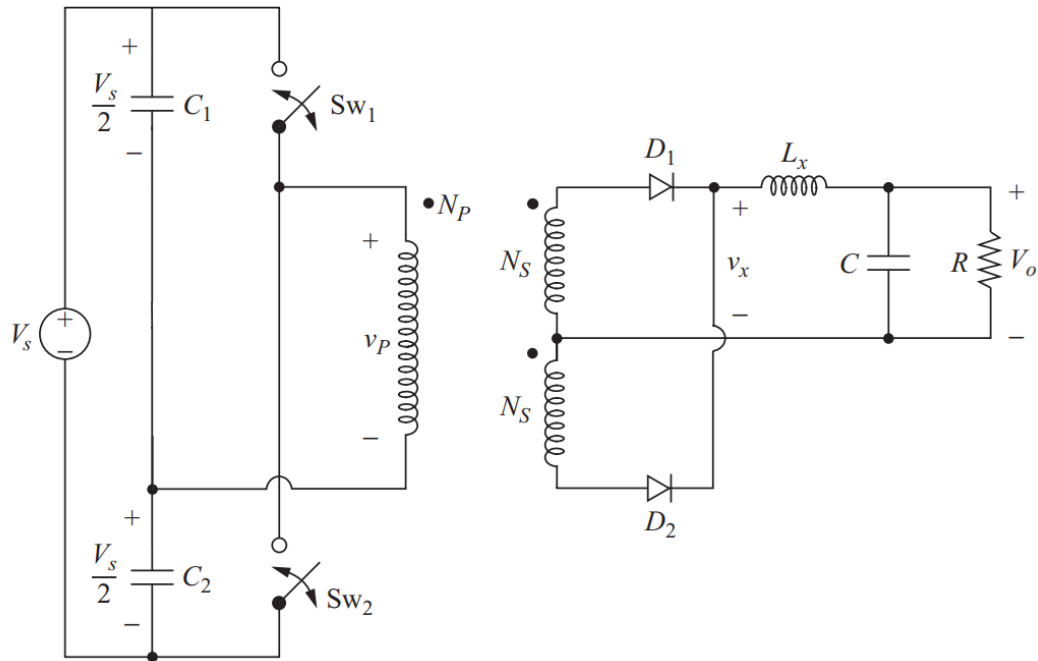 +
V_s/2
C_1
−
Sw_1
N_P
+
v_P
−
V_s
+
−
+
V_s/2
C_2
−
Sw_2
D_1
L_x
N_S
+
v_x
−
C
R
+
V_o
−
N_S
D_2